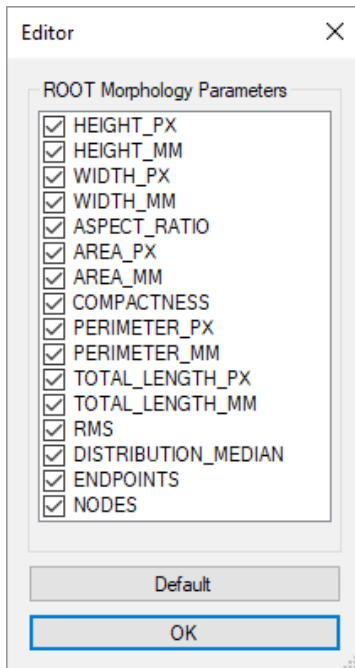 Editor
ROOT Morphology Parameters
HEIGHT_PX
HEIGHT_MM
WIDTH_PX
WIDTH_MM
ASPECT_RATIO
AREA_PX
AREA_MM
COMPACTNESS
PERIMETER_PX
PERIMETER_MM
TOTAL_LENGTH_PX
TOTAL_LENGTH_MM
RMS
DISTRIBUTION_MEDIAN
ENDPOINTS
NODES
Default
OK